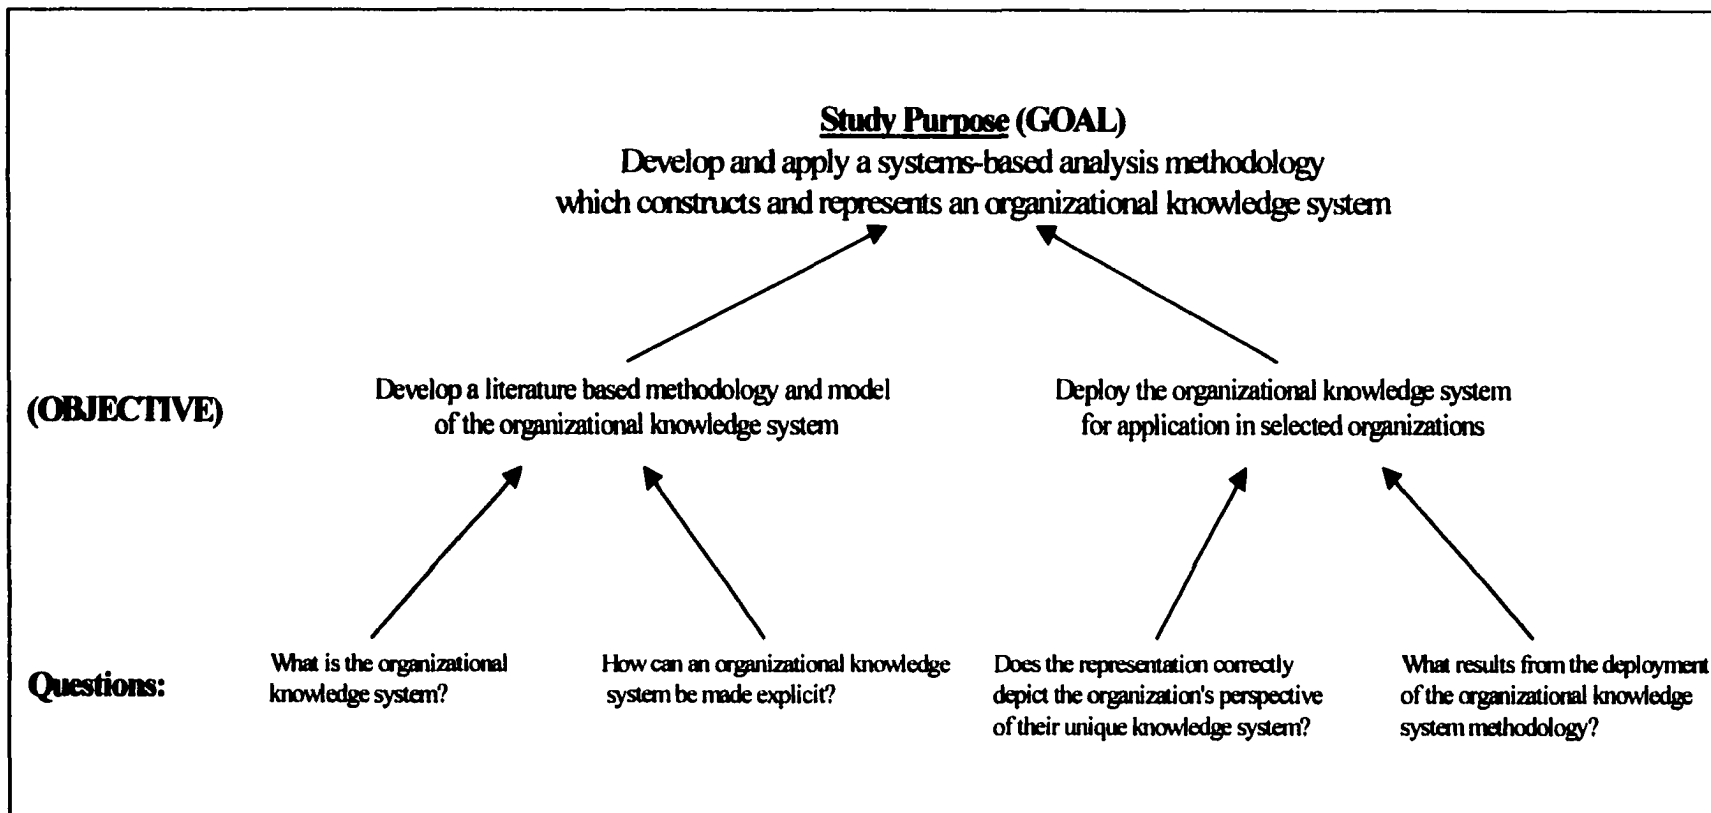 Study Purpose (GOAL)
Develop and apply a systems-based analysis methodology
which constructs and represents an organizational knowledge system
(OBJECTIVE)
Develop a literature based methodology and model
of the organizational knowledge system
Deploy the organizational knowledge system
for application in selected organizations
Questions:
What is the organizational
knowledge system?
How can an organizational knowledge
system be made explicit?
Does the representation correctly
depict the organization's perspective
of their unique knowledge system?
What results from the deployment
of the organizational knowledge
system methodology?